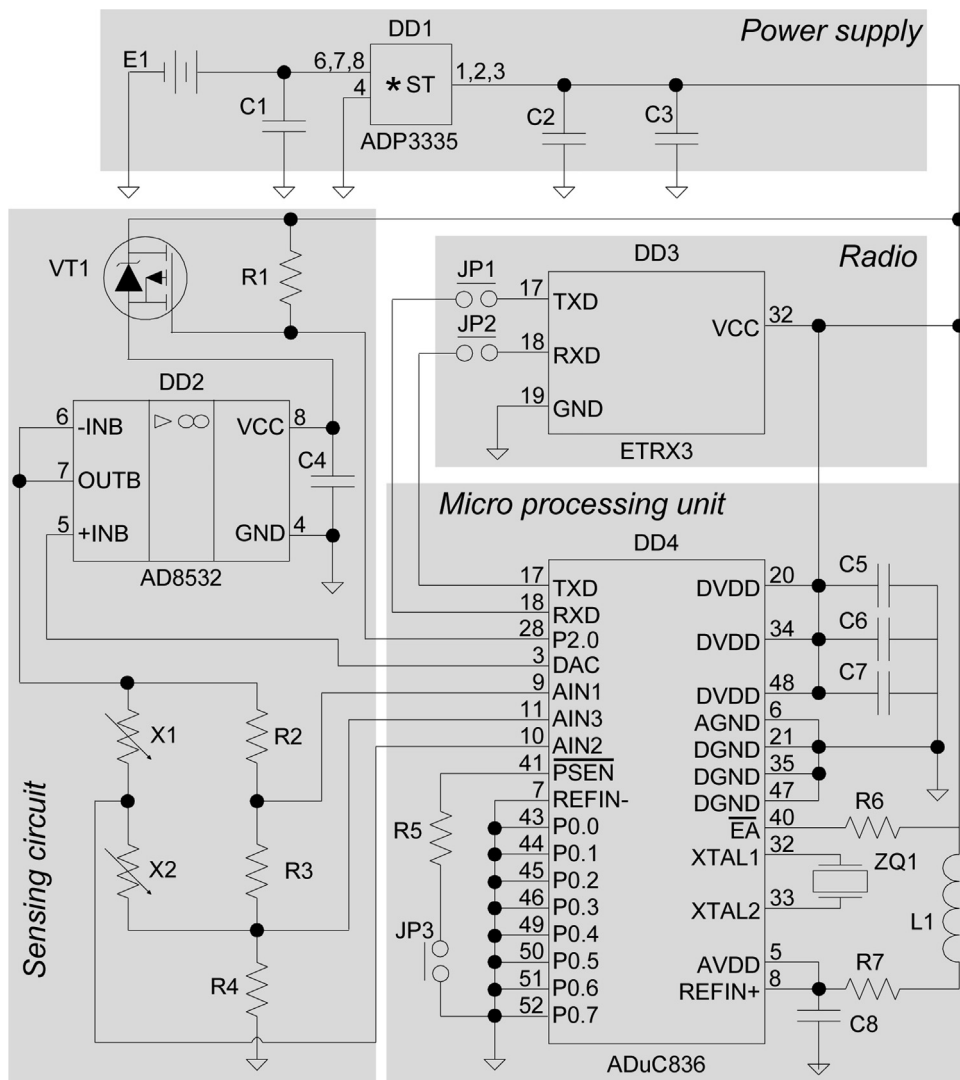 Power supply
DD1
E1
6,7,8
4
* ST
1,2,3
C1
C2
C3
ADP3335
Sensing circuit
VT1
R1
DD2
6
-INB
7
OUTB
5
+INB
VCC
8
GND
4
C4
AD8532
X1
X2
R2
R3
R4
Radio
DD3
JP1
17
TXD
JP2
18
RXD
19
GND
VCC
32
ETRX3
Micro processing unit
DD4
17
TXD
18
RXD
28
P2.0
3
DAC
9
AIN1
11
AIN3
10
AIN2
41
PSEN
7
REFIN-
43
P0.0
44
P0.1
45
P0.2
46
P0.3
49
P0.4
50
P0.5
51
P0.6
52
P0.7
R5
JP3
DVDD
20
C5
DVDD
34
C6
DVDD
48
C7
AGND
6
DGND
21
DGND
35
DGND
47
EA
40
R6
XTAL1
32
ZQ1
XTAL2
33
L1
AVDD
5
REFIN+
8
R7
C8
ADuC836